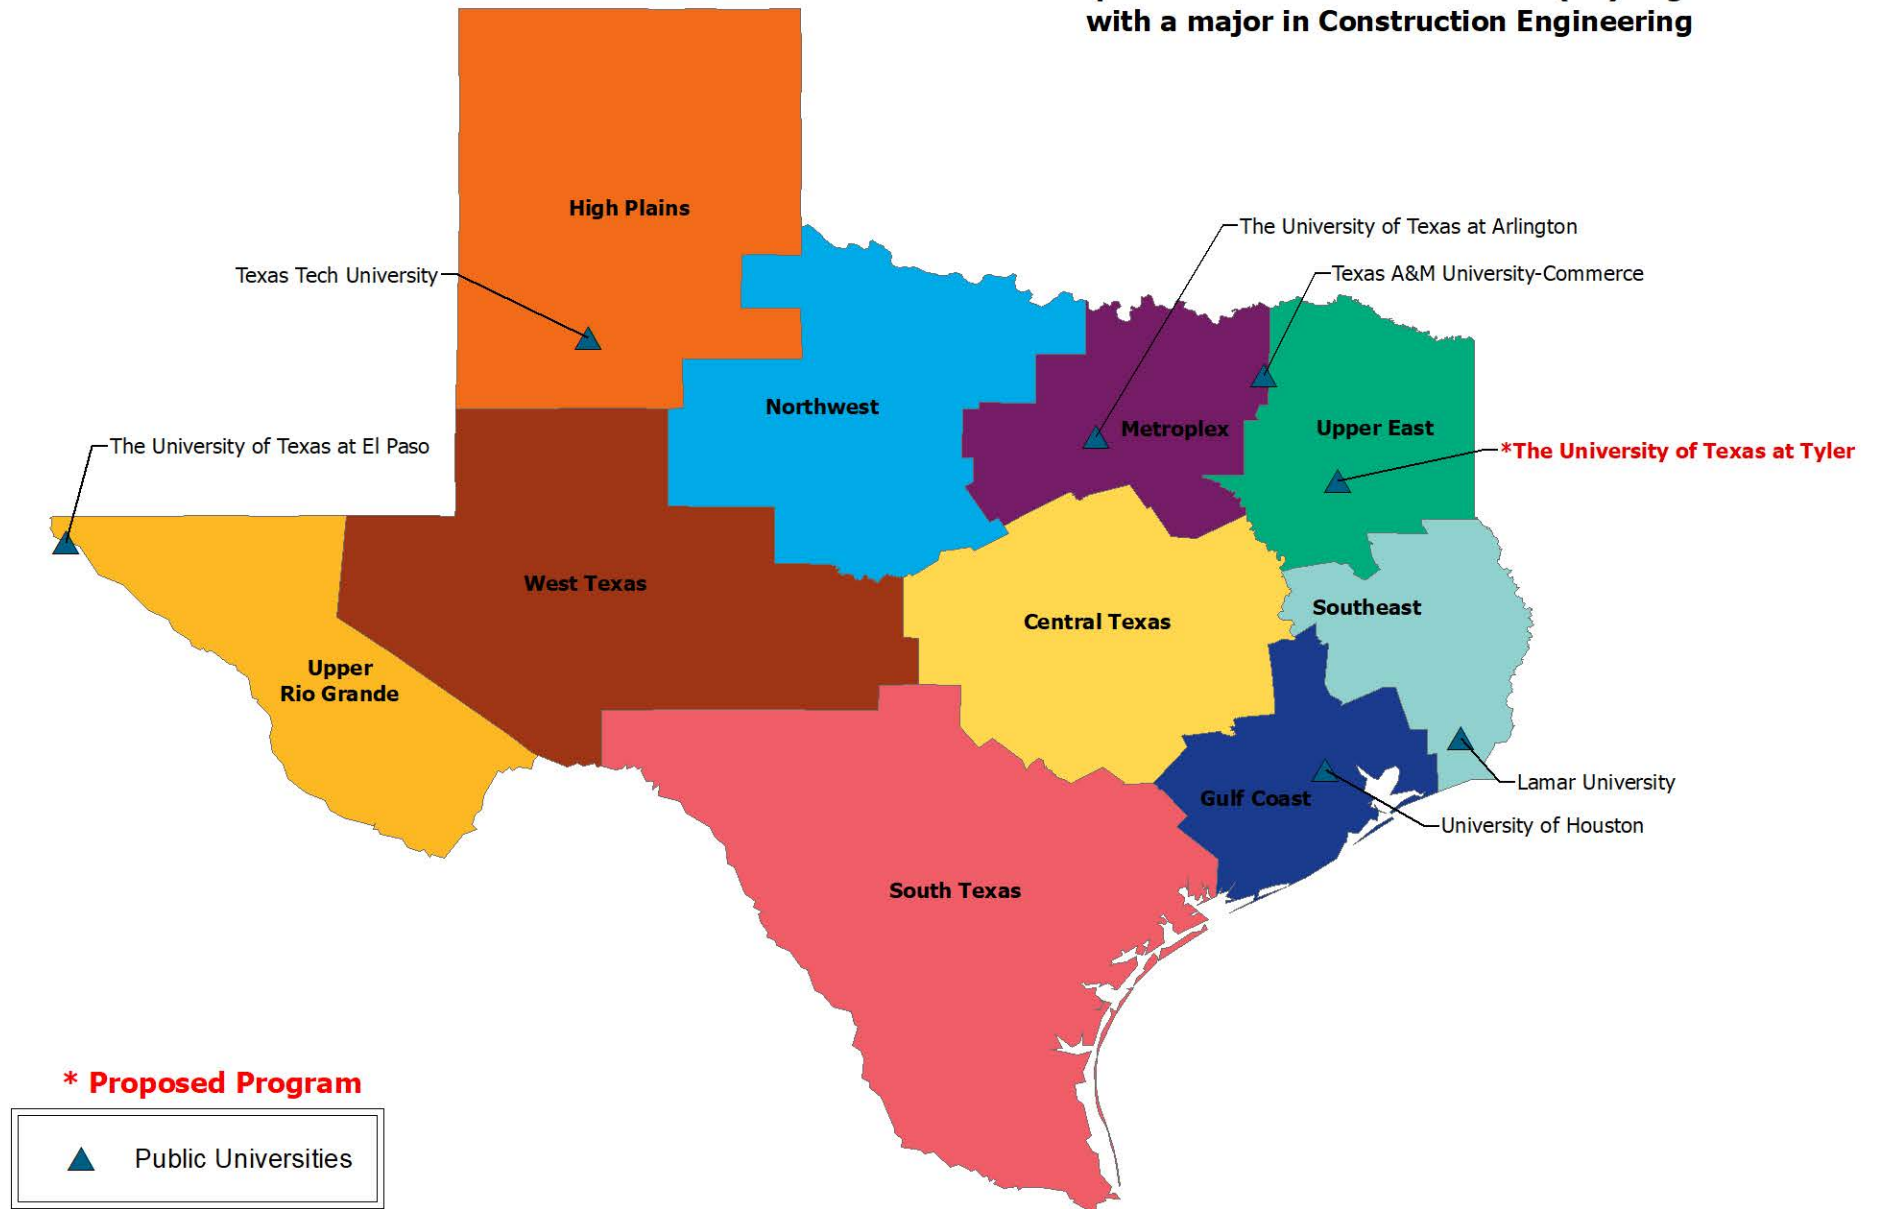 with a major in Construction Engineering
High Plains
The University of Texas at Arlington
Texas Tech University
Texas A&M University-Commerce
Northwest
Metroplex
Upper East
The University of Texas at El Paso
*The University of Texas at Tyler
West Texas
Central Texas
Southeast
Upper
Rio Grande
Lamar University
Gulf Coast
University of Houston
South Texas
* Proposed Program
Public Universities